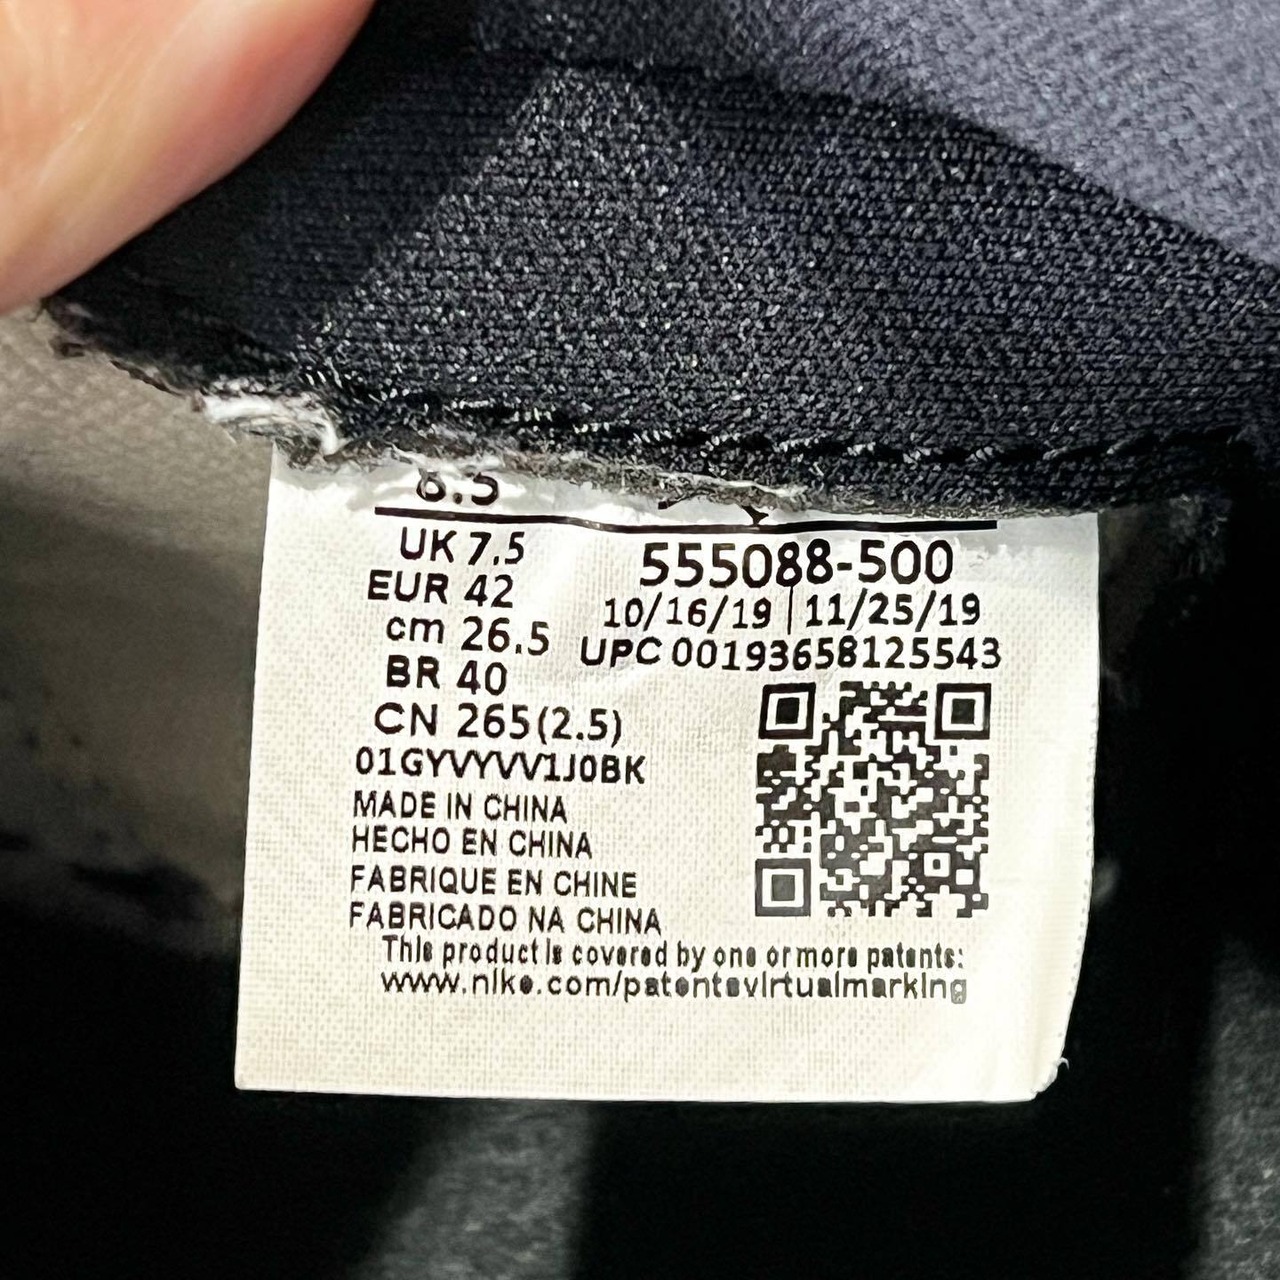 8.5
UK 7.5
EUR 42
cm 26.5
BR 40
CN 265(2.5)
01GYVYVV1J0BK
MADE IN CHINA
HECHO EN CHINA
FABRIQUE EN CHINE
FABRICADO NA CHINA
555088-500
10/16/19 | 11/25/19
UPC 00193658125543
This product is covered by one or more patents:
www.nike.com/patentsvirtualmarking